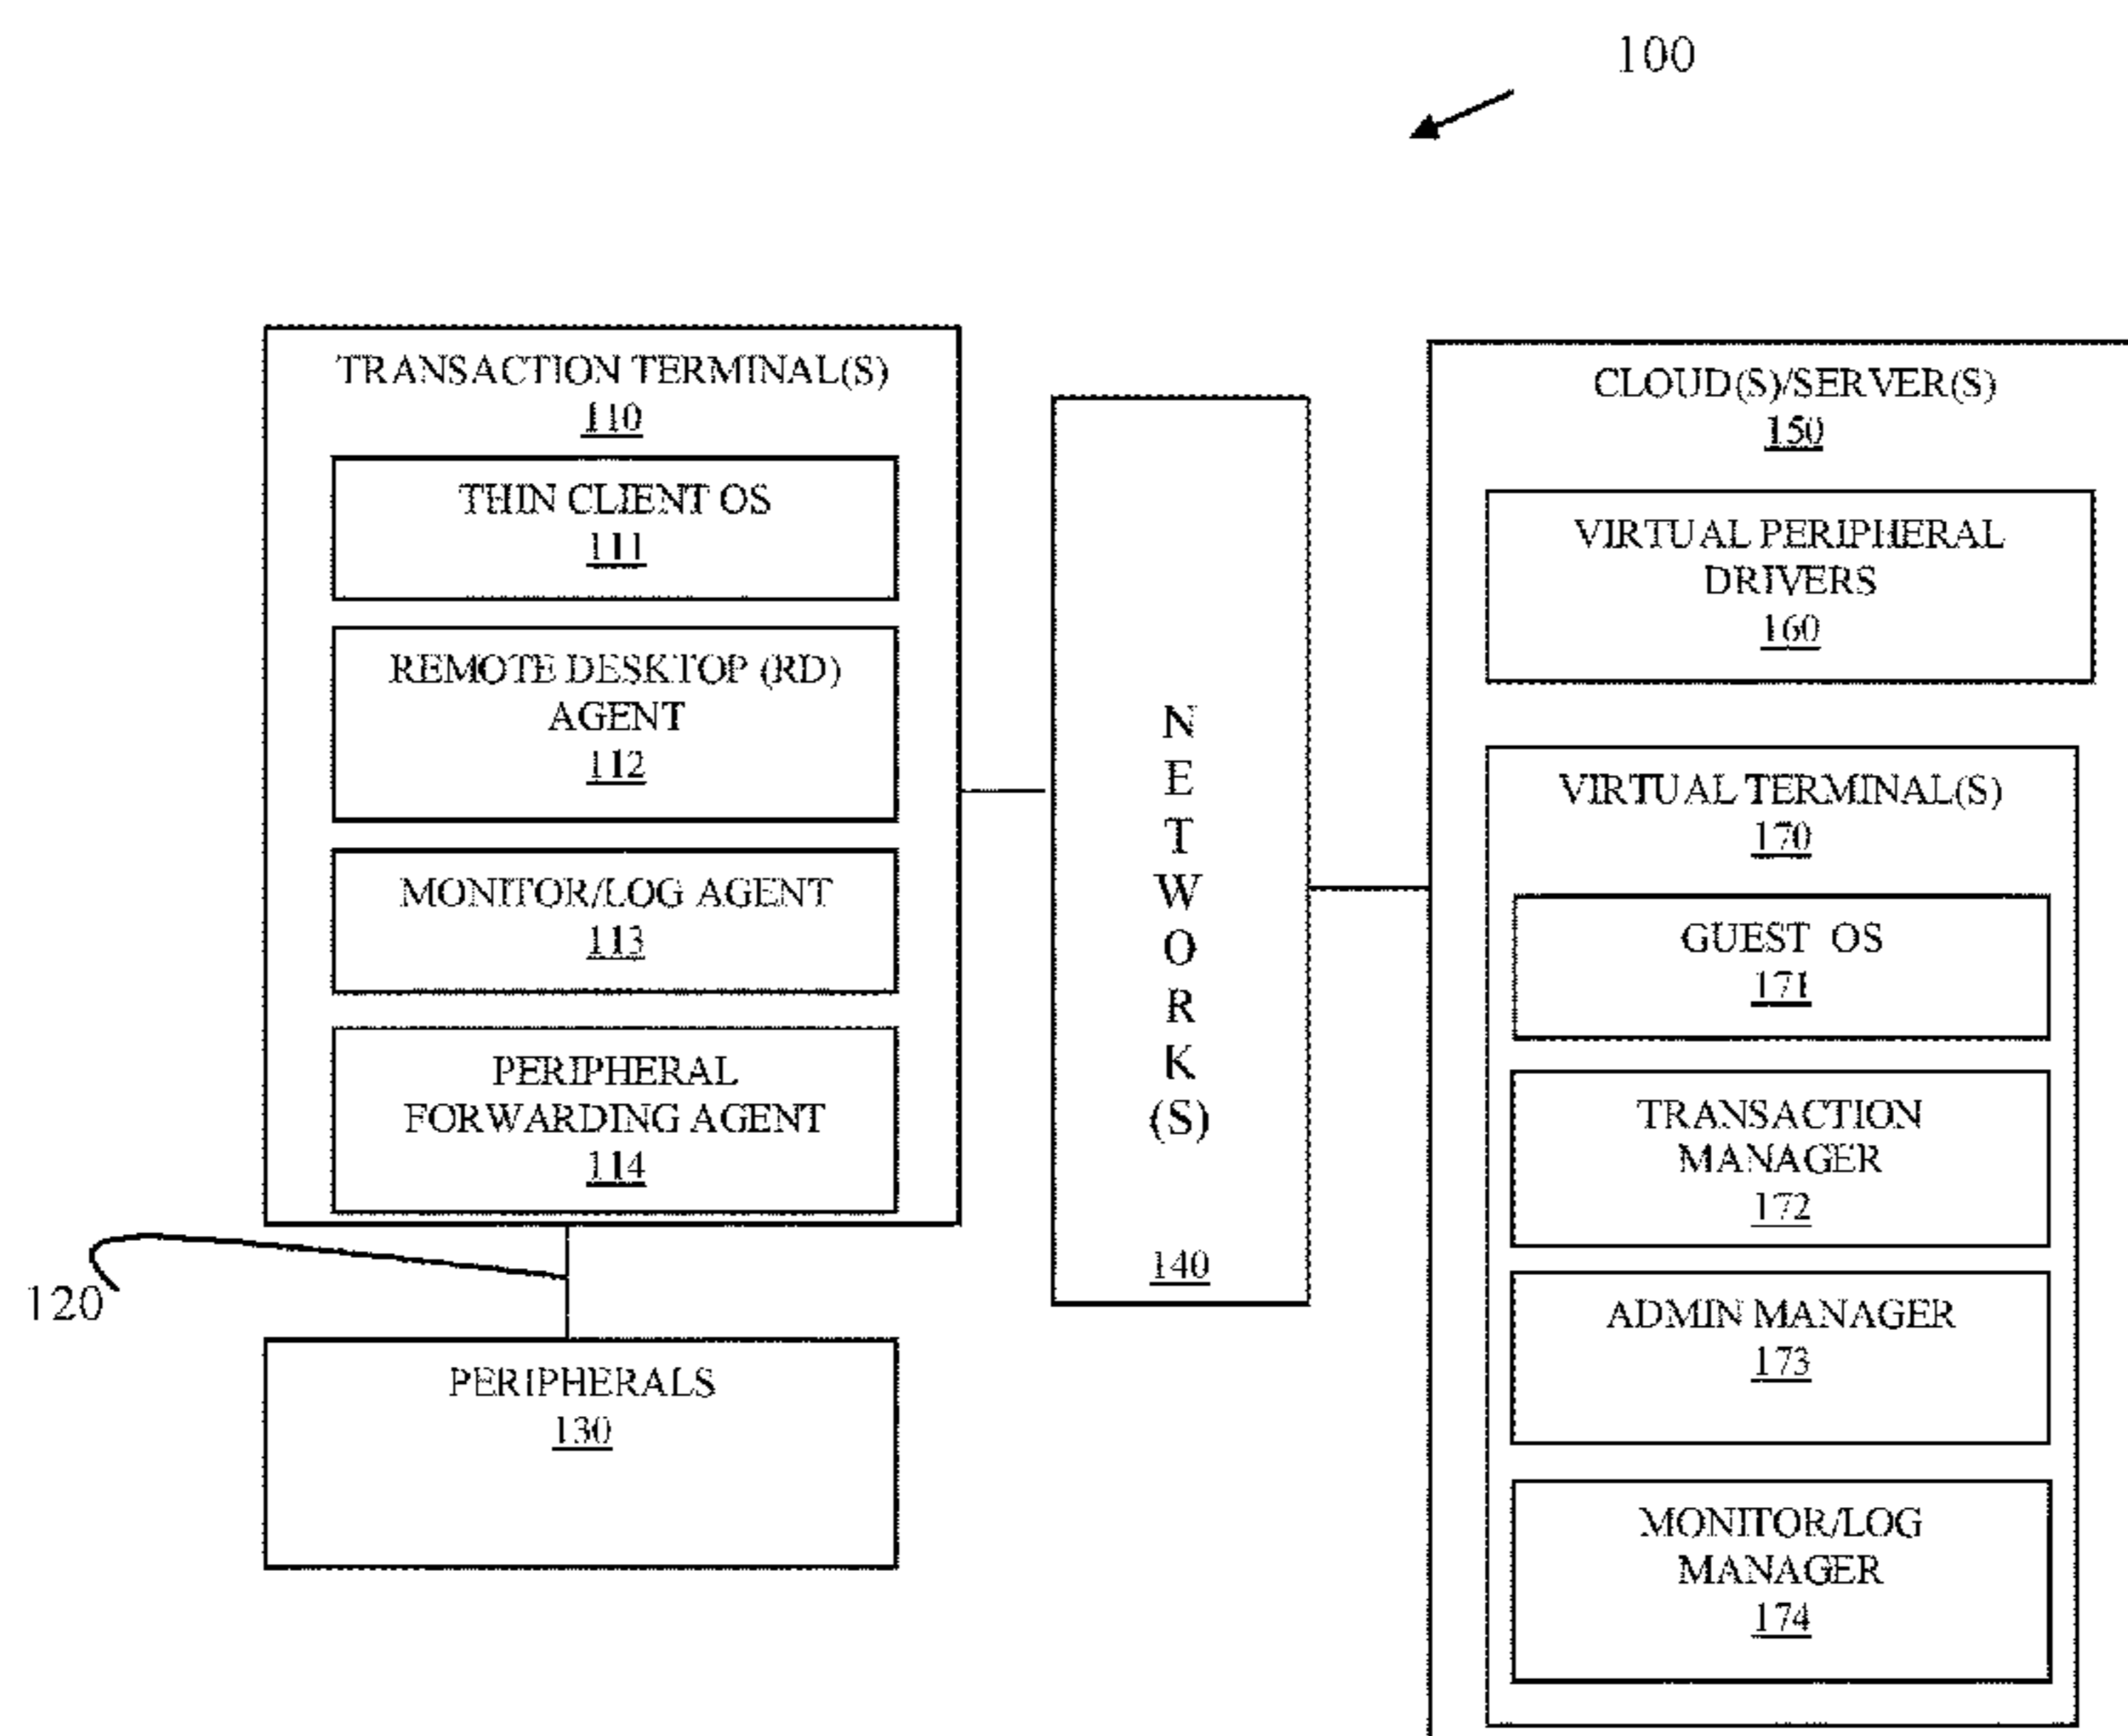 100
TRANSACTION TERMINAL(S)
110
THIN CLIENT OS
111
REMOTE DESKTOP (RD)
AGENT
112
MONITOR/LOG AGENT
113
PERIPHERAL
FORWARDING AGENT
114
120
PERIPHERALS
130
N
E
T
W
O
R
K
(S)
140
CLOUD(S)/SERVER(S)
150
VIRTUAL PERIPHERAL
DRIVERS
160
VIRTUAL TERMINAL(S)
170
GUEST OS
171
TRANSACTION
MANAGER
172
ADMIN MANAGER
173
MONITOR/LOG
MANAGER
174